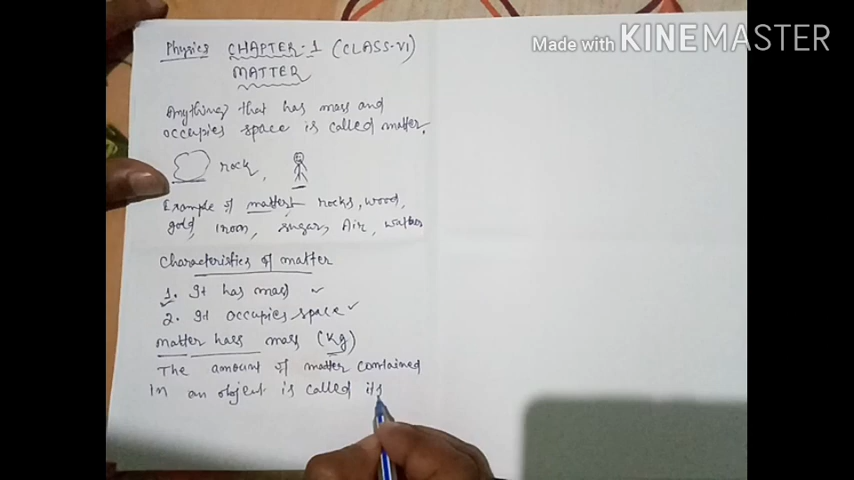 Made with KINEMASTER
Physics CHAPTER-1 (CLASS-VI)
MATTER
Anything that has mass and
occupies space is called matter.
rock,
Example of matter rocks, wood,
gold, Iron, sugar, Air, water
Characteristics of matter
1. It has mass ✓
2. It occupies space ✓
matter hass mass (Kg)
The amount of matter contained
In an object is called its